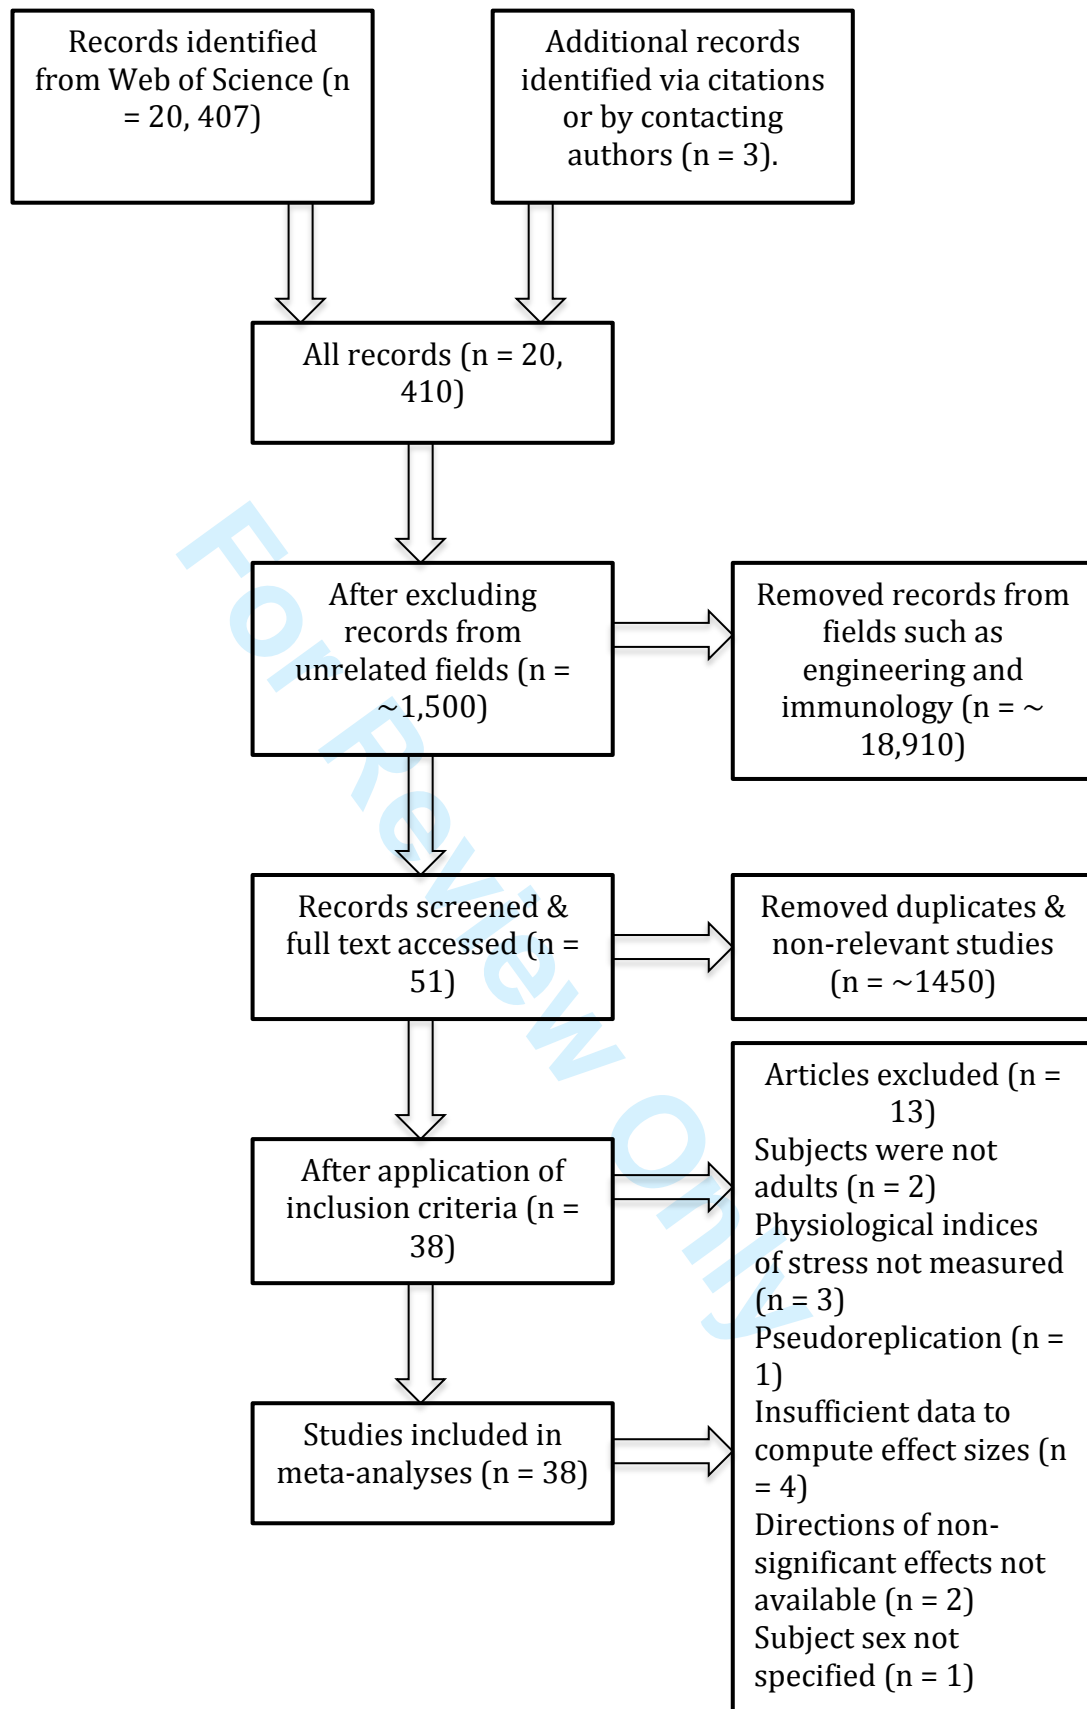 Records identified
from Web of Science (n
= 20, 407)
Additional records
identified via citations
or by contacting
authors (n = 3).
All records (n = 20,
410)
After excluding
records from
unrelated fields (n =
~1,500)
Removed records from
fields such as
engineering and
immunology (n = ~
18,910)
Records screened &
full text accessed (n =
51)
Removed duplicates &
non-relevant studies
(n = ~1450)
After application of
inclusion criteria (n =
38)
Articles excluded (n =
13)
Subjects were not
adults (n = 2)
Physiological indices
of stress not measured
(n = 3)
Pseudoreplication (n =
1)
Insufficient data to
compute effect sizes (n
= 4)
Directions of non-
significant effects not
available (n = 2)
Subject sex not
specified (n = 1)
Studies included in
meta-analyses (n = 38)
For Review Only